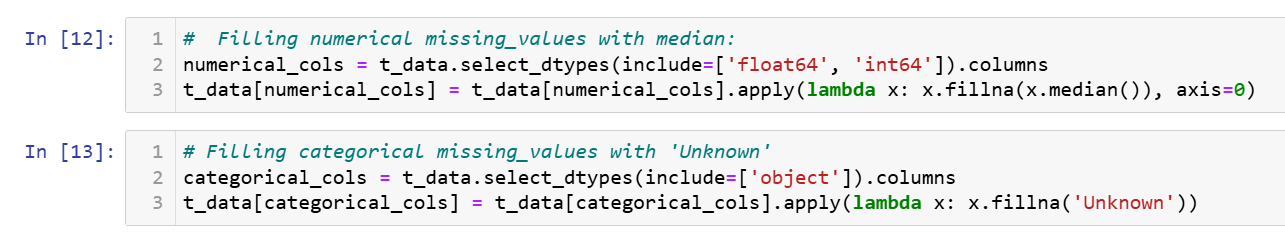 In [12]:
1 #  Filling numerical missing_values with median:
2 numerical_cols = t_data.select_dtypes(include=['float64', 'int64']).columns
3 t_data[numerical_cols] = t_data[numerical_cols].apply(lambda x: x.fillna(x.median()), axis=0)
In [13]:
1 # Filling categorical missing_values with 'Unknown'
2 categorical_cols = t_data.select_dtypes(include=['object']).columns
3 t_data[categorical_cols] = t_data[categorical_cols].apply(lambda x: x.fillna('Unknown'))